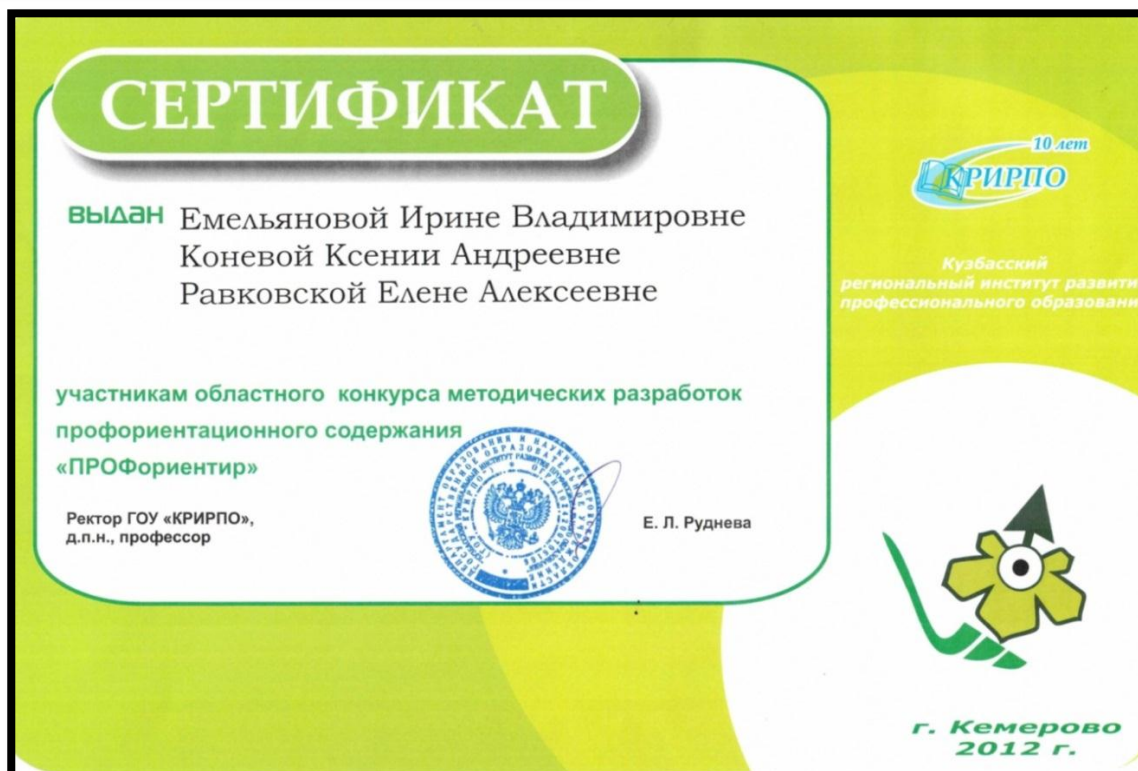 СЕРТИФИКАТ
выдан Емельяновой Ирине Владимировне
Коневой Ксении Андреевне
Равковской Елене Алексеевне
участникам областного конкурса методических разработок
профориентационного содержания
«ПРОФориентир»
Ректор ГОУ «КРИРПО»,
д.п.н., профессор
Е. Л. Руднева
10 лет
КРИРПО
Кузбасский
региональный институт развити
профессионального образовани
г. Кемерово
2012 г.